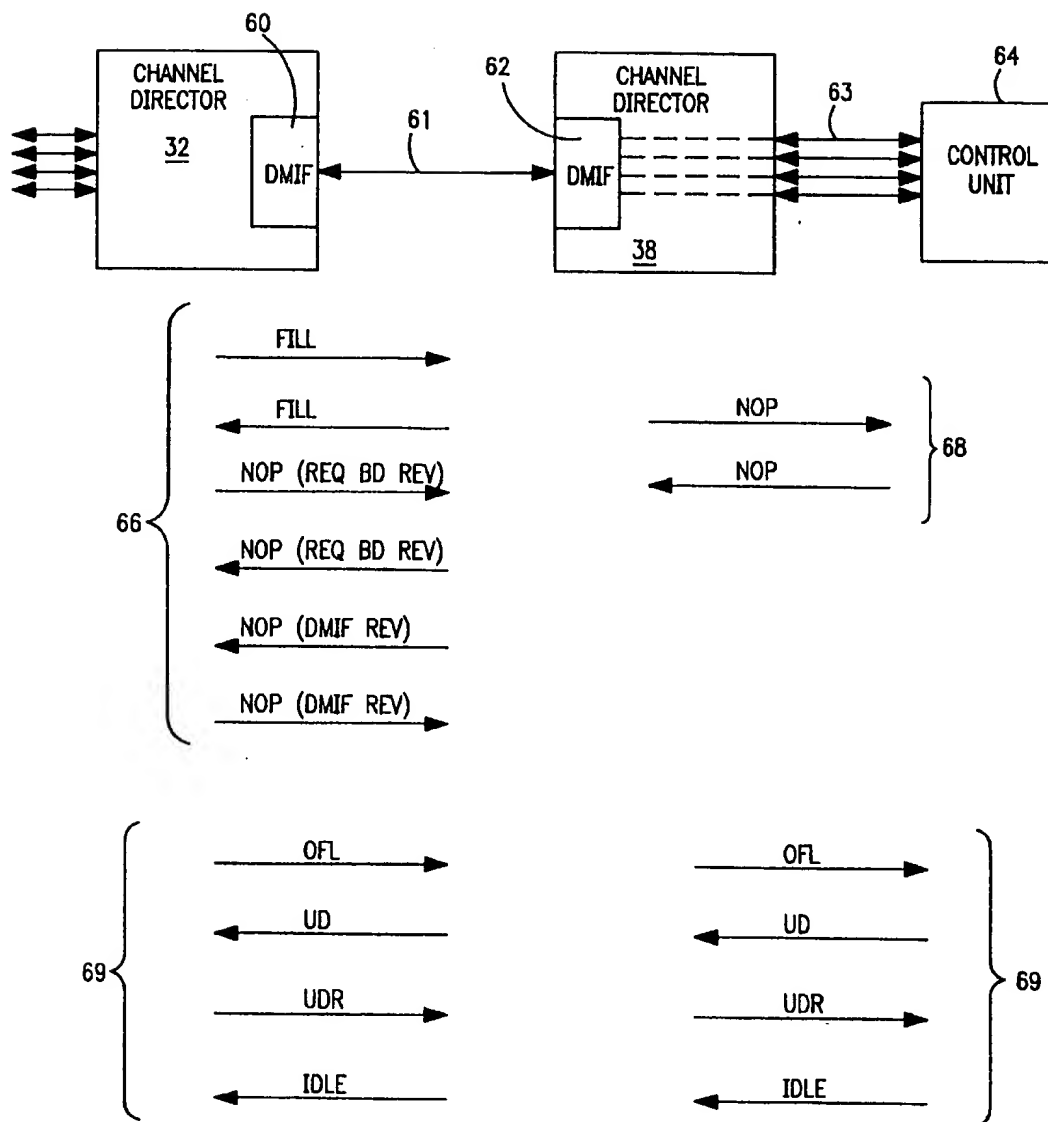 60
CHANNEL
DIRECTOR
32
DMIF
61
62
CHANNEL
DIRECTOR
DMIF
38
63
64
CONTROL
UNIT
66
FILL
FILL
NOP (REQ BD REV)
NOP (REQ BD REV)
NOP (DMIF REV)
NOP (DMIF REV)
NOP
NOP
68
69
OFL
UD
UDR
IDLE
OFL
UD
UDR
IDLE
69